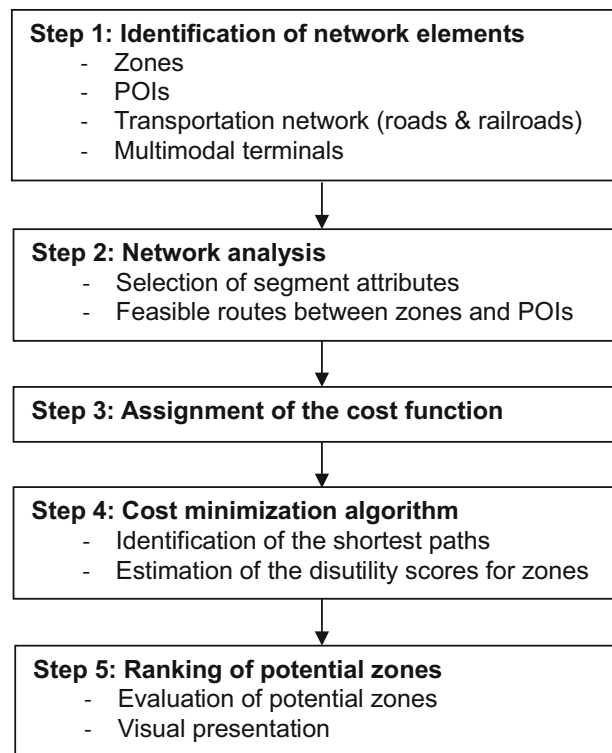 Step 1: Identification of network elements
- Zones
- POIs
- Transportation network (roads & railroads)
- Multimodal terminals
Step 2: Network analysis
- Selection of segment attributes
- Feasible routes between zones and POIs
Step 3: Assignment of the cost function
Step 4: Cost minimization algorithm
- Identification of the shortest paths
- Estimation of the disutility scores for zones
Step 5: Ranking of potential zones
- Evaluation of potential zones
- Visual presentation